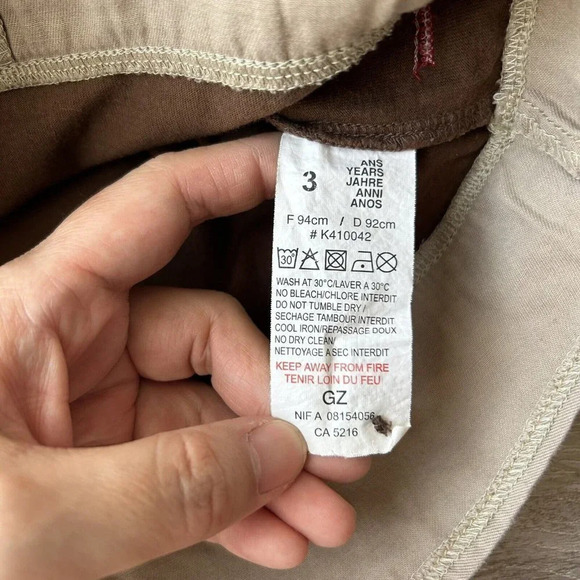 3
ANS
YEARS
JAHRE
ANNI
ANOS
F 94cm / D 92cm
# K410042
30°
WASH AT 30°C/LAVER A 30°C
NO BLEACH/CHLORE INTERDIT
DO NOT TUMBLE DRY/
SECHAGE TAMBOUR INTERDIT
COOL IRON/REPASSAGE DOUX
NO DRY CLEAN/
NETTOYAGE A SEC INTERDIT
KEEP AWAY FROM FIRE
TENIR LOIN DU FEU
GZ
NIF A 08154056
CA 5216